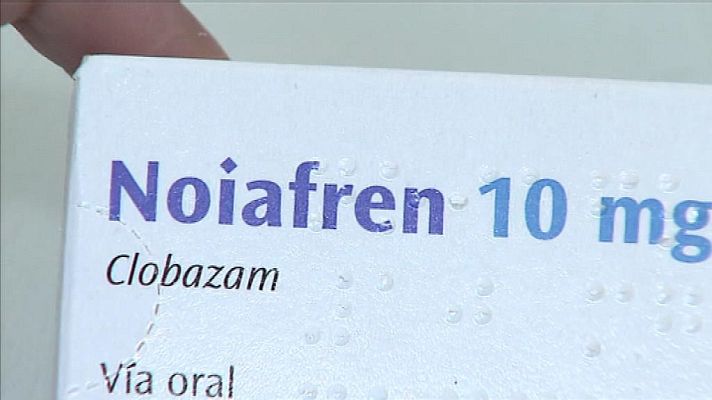 Noiafren 10 mg
Clobazam
Vía oral